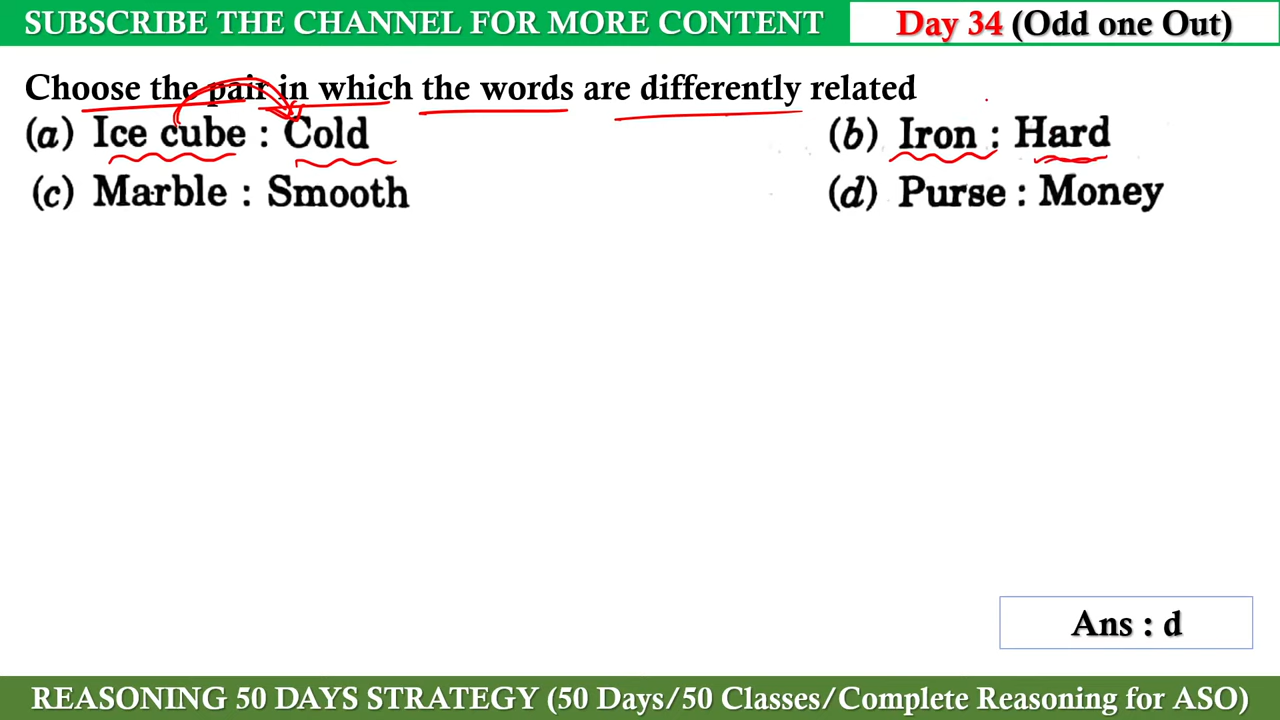 SUBSCRIBE THE CHANNEL FOR MORE CONTENT
Day 34 (Odd one Out)
Choose the pair in which the words are differently related
(a) Ice cube : Cold
(b) Iron : Hard
(c) Marble : Smooth
(d) Purse : Money
Ans : d
REASONING 50 DAYS STRATEGY (50 Days/50 Classes/Complete Reasoning for ASO)